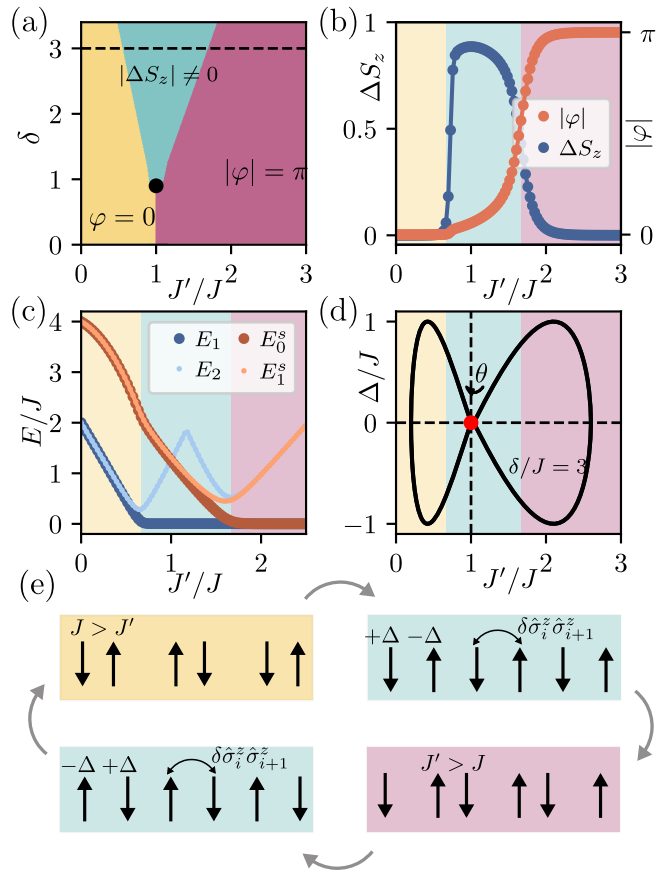 (a)
3
2
1
0
δ
|ΔS_z| ≠ 0
|φ| = π
φ = 0
0
1
2
3
J′/J
(b)
1
0.5
0
ΔS_z
π
0
|φ|
|φ|
ΔS_z
0
1
2
3
J′/J
(c)
4
3
2
1
0
E/J
E_1
E_2
E_0^s
E_1^s
0
1
2
J′/J
(d)
1
0
−1
Δ/J
θ
δ/J = 3
0
1
2
3
J′/J
(e)
J > J′
+Δ −Δ
δσ̂_i^z σ̂_{i+1}^z
−Δ +Δ
δσ̂_i^z σ̂_{i+1}^z
J′ > J